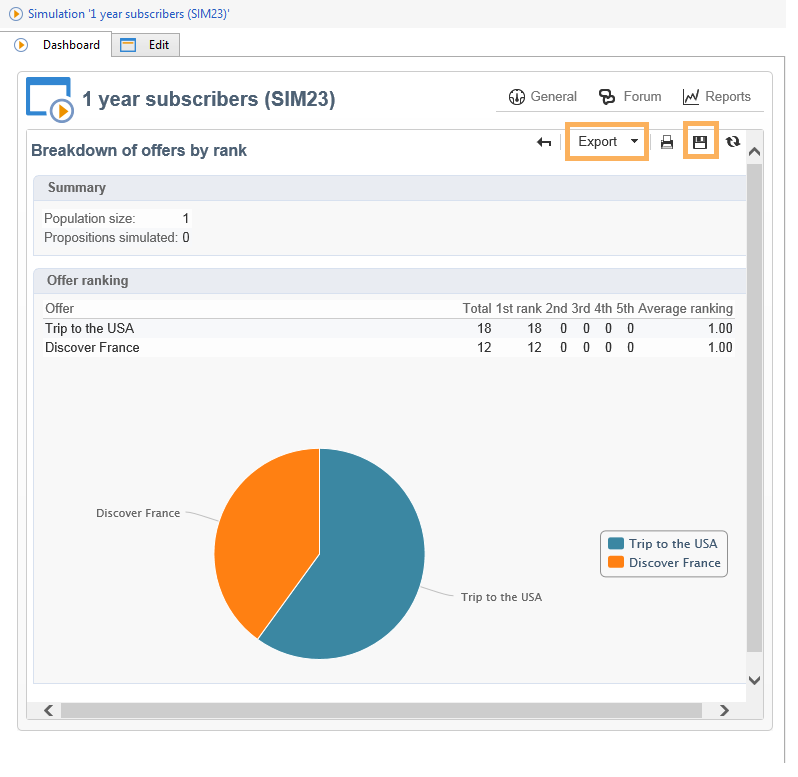 Simulation '1 year subscribers (SIM23)'
Dashboard Edit
1 year subscribers (SIM23) General Forum Reports
Export
Breakdown of offers by rank
Summary
Population size: 1
Propositions simulated: 0
Offer ranking
Offer Total 1st rank 2nd 3rd 4th 5th Average ranking
Trip to the USA 18 18 0 0 0 0 1.00
Discover France 12 12 0 0 0 0 1.00
Discover France
Trip to the USA
Discover France
Trip to the USA